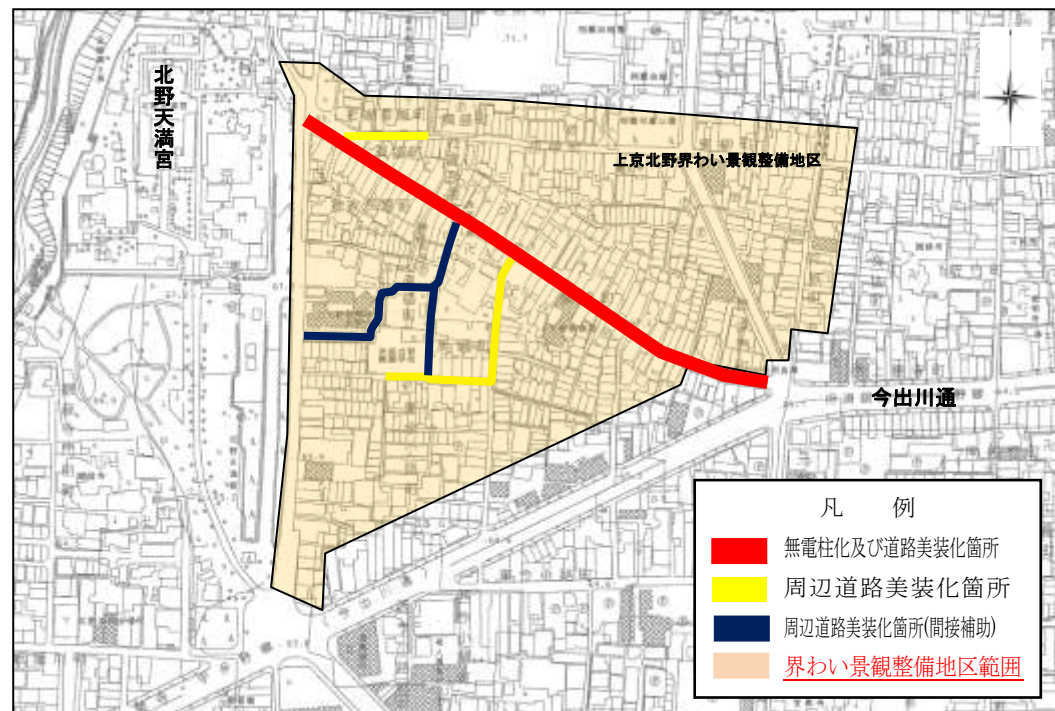 北野天満宮
上京北野界わい景観整備地区
今出川通
凡 例
無電柱化及び道路美装化箇所
周辺道路美装化箇所
周辺道路美装化箇所(間接補助)
界わい景観整備地区範囲